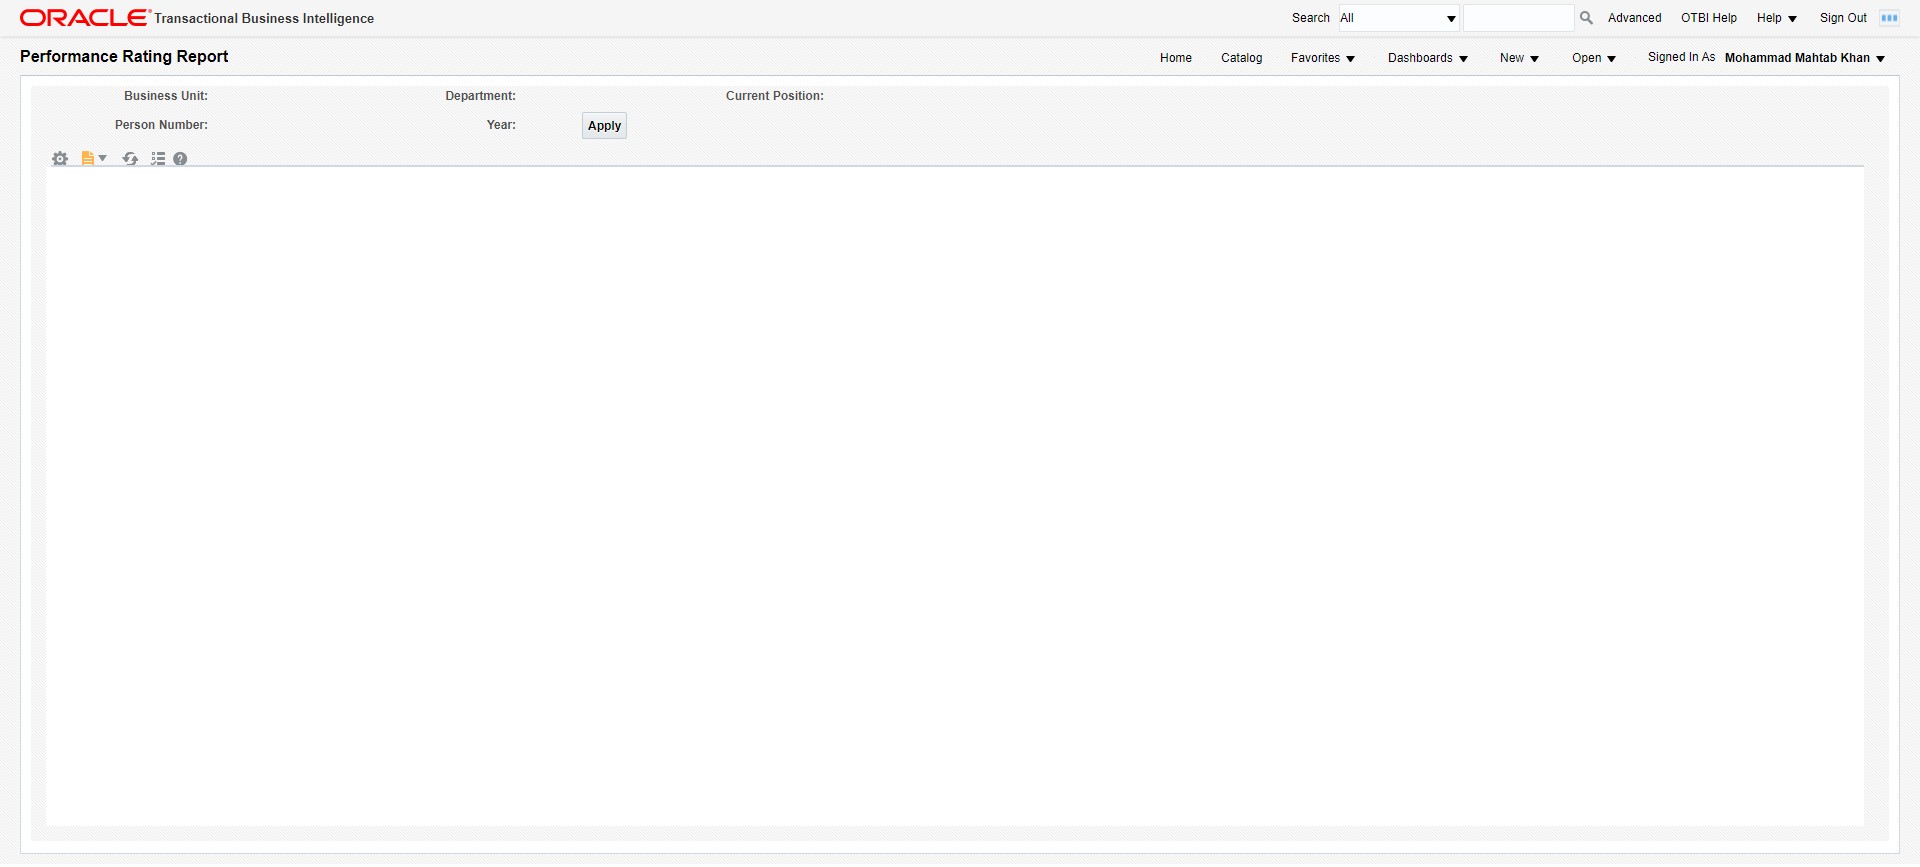 ORACLE Transactional Business Intelligence Search All Advanced OTBI Help Help Sign Out
Performance Rating Report Home Catalog Favorites Dashboards New Open Signed In As Mohammad Mahtab Khan
Business Unit: Department: Current Position:
Person Number: Year: Apply